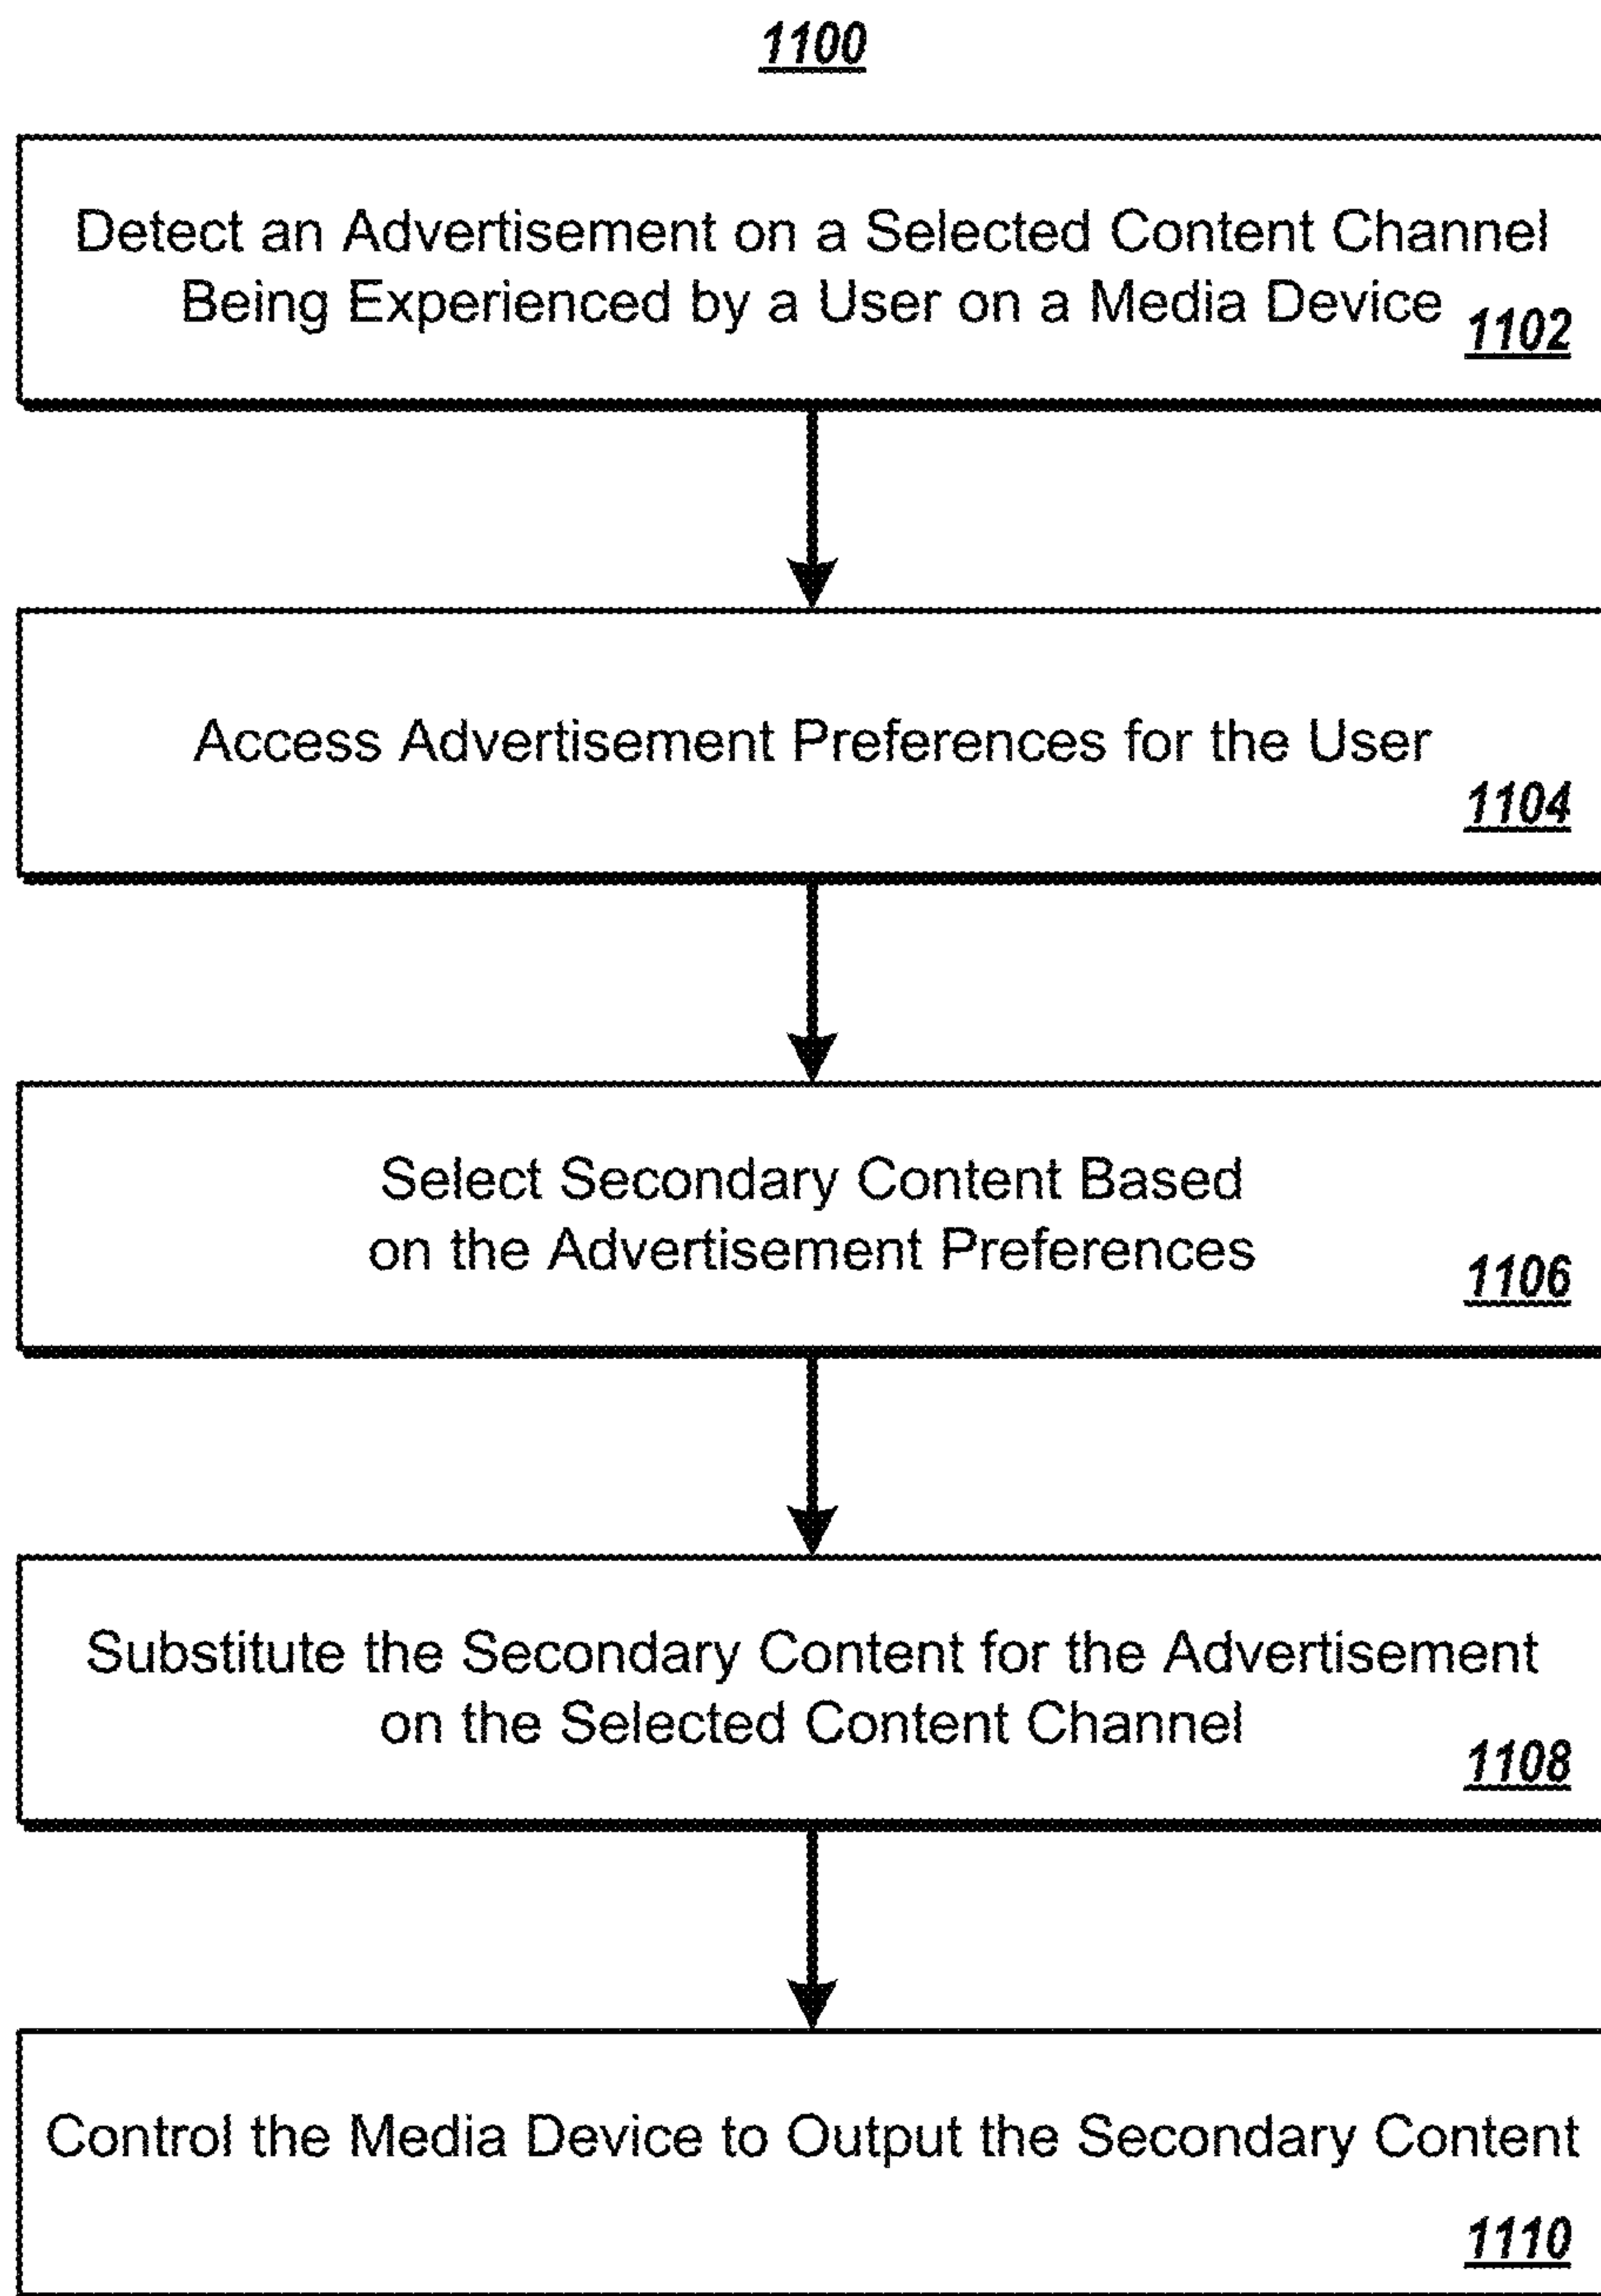 1100
Detect an Advertisement on a Selected Content Channel
Being Experienced by a User on a Media Device
1102
Access Advertisement Preferences for the User
1104
Select Secondary Content Based
on the Advertisement Preferences
1106
Substitute the Secondary Content for the Advertisement
on the Selected Content Channel
1108
Control the Media Device to Output the Secondary Content
1110